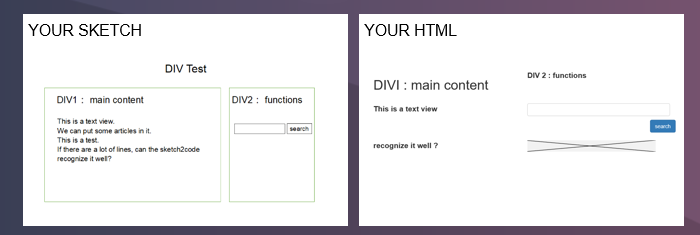 YOUR SKETCH
DIV Test
DIV1： main content
This is a text view.
We can put some articles in it.
This is a test.
If there are a lot of lines, can the sketch2code
recognize it well?
DIV2： functions
search
YOUR HTML
DIVI : main content
This is a text view
recognize it well ?
DIV 2 : functions
search